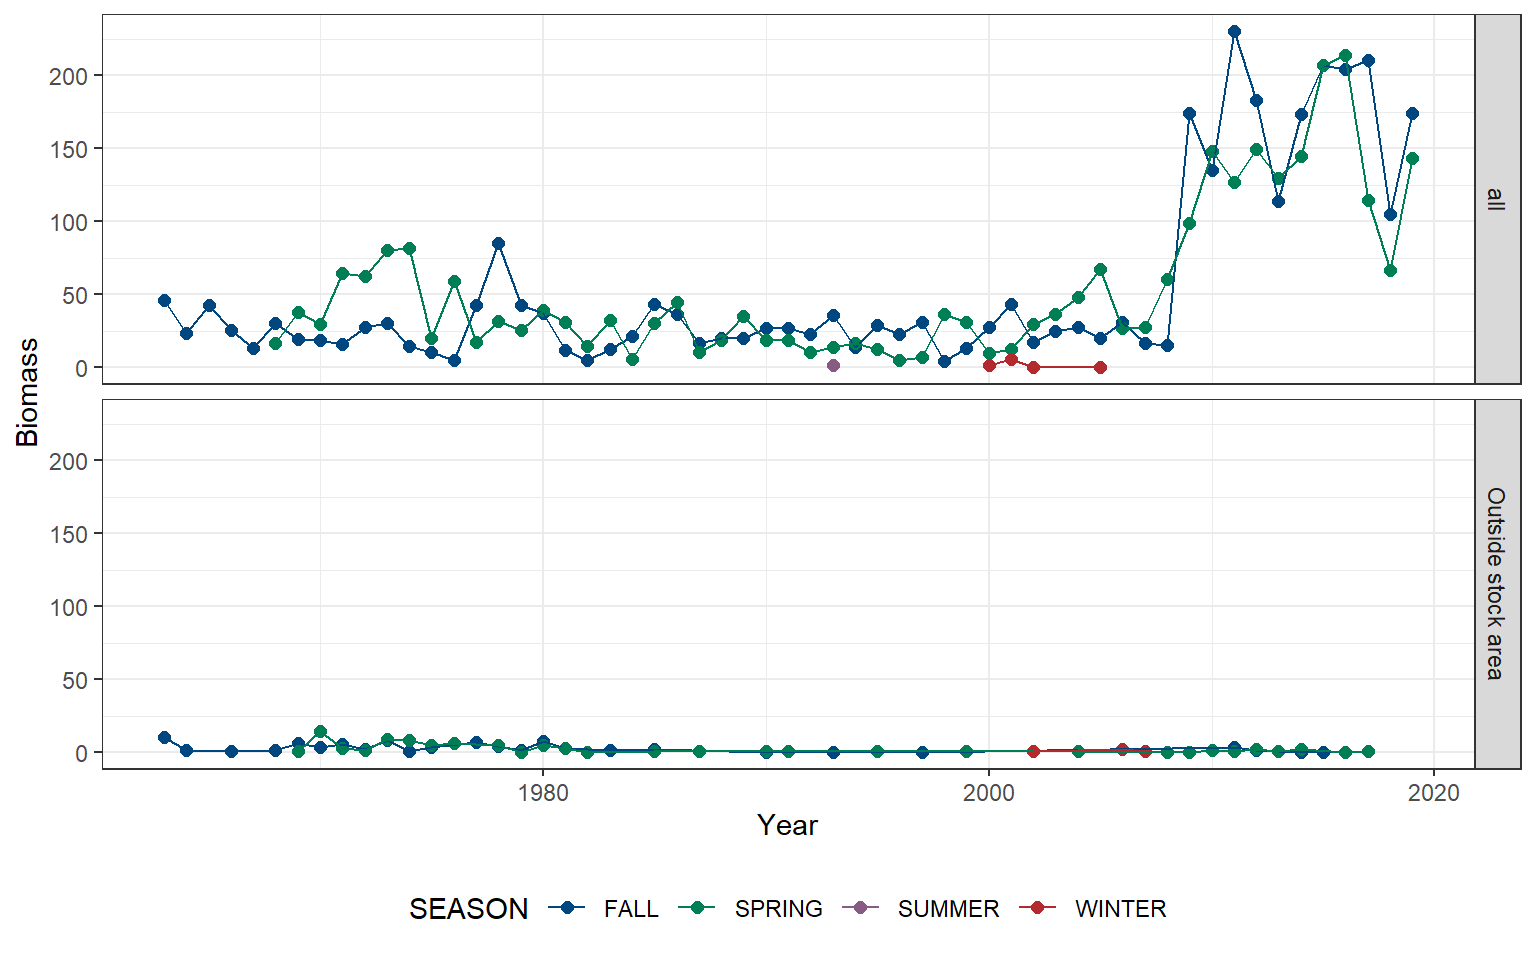 200
150
100
50
0
all
Biomass
200
150
100
50
0
Outside stock area
1980
2000
2020
Year
SEASON FALL SPRING SUMMER WINTER